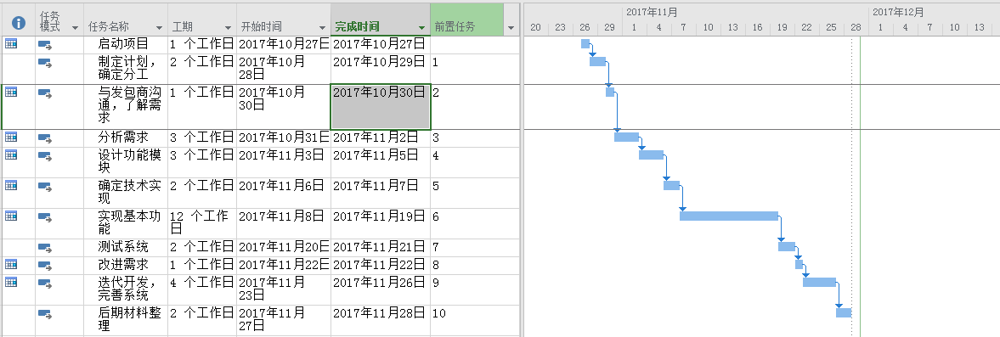 任务
模式
任务名称
工期
开始时间
完成时间
前置任务
2017年11月
2017年12月
20 23 26 29 1 4 7 10 13 16 19 22 25 28 1 4 7 10 13
启动项目 1 个工作日 2017年10月27日 2017年10月27日
制定计划，
确定分工
2 个工作日 2017年10月
28日
2017年10月29日 1
与发包商沟
通，了解需
求
1 个工作日 2017年10月
30日
2017年10月30日 2
分析需求 3 个工作日 2017年10月31日 2017年11月2日 3
设计功能模
块
3 个工作日 2017年11月3日 2017年11月5日 4
确定技术实
现
2 个工作日 2017年11月6日 2017年11月7日 5
实现基本功
能
12 个工作
日
2017年11月8日 2017年11月19日 6
测试系统 2 个工作日 2017年11月20日 2017年11月21日 7
改进需求 1 个工作日 2017年11月22日 2017年11月22日 8
迭代开发，
完善系统
4 个工作日 2017年11月
23日
2017年11月26日 9
后期材料整
理
2 个工作日 2017年11月
27日
2017年11月28日 10